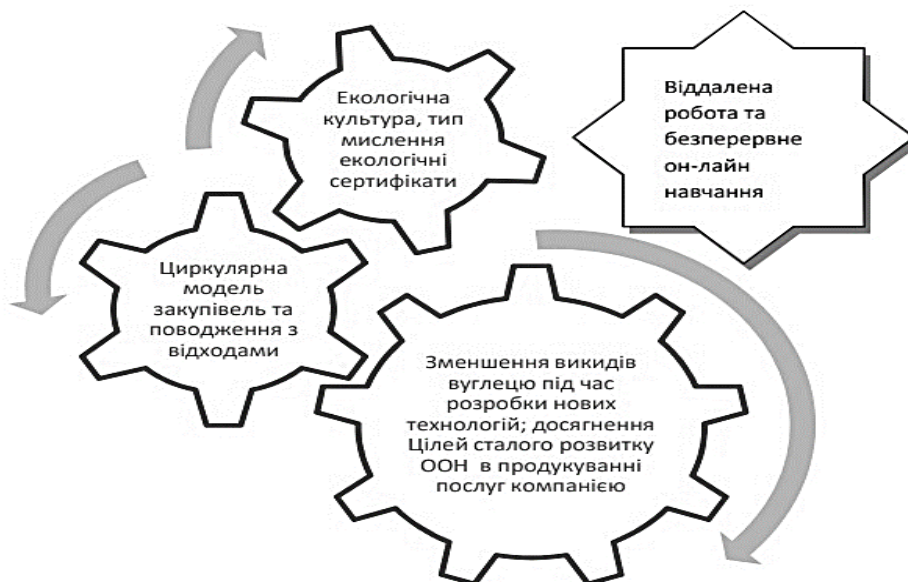 Екологічна
культура, тип
мислення
екологічні
сертифікати
Віддалена
робота та
безперервне
он-лайн
навчання
Циркулярна
модель
закупівель та
поводження з
відходами
Зменшення викидів
вуглецю під час
розробки нових
технологій; досягнення
Цілей сталого розвитку
ООН в продукуванні
послуг компанією